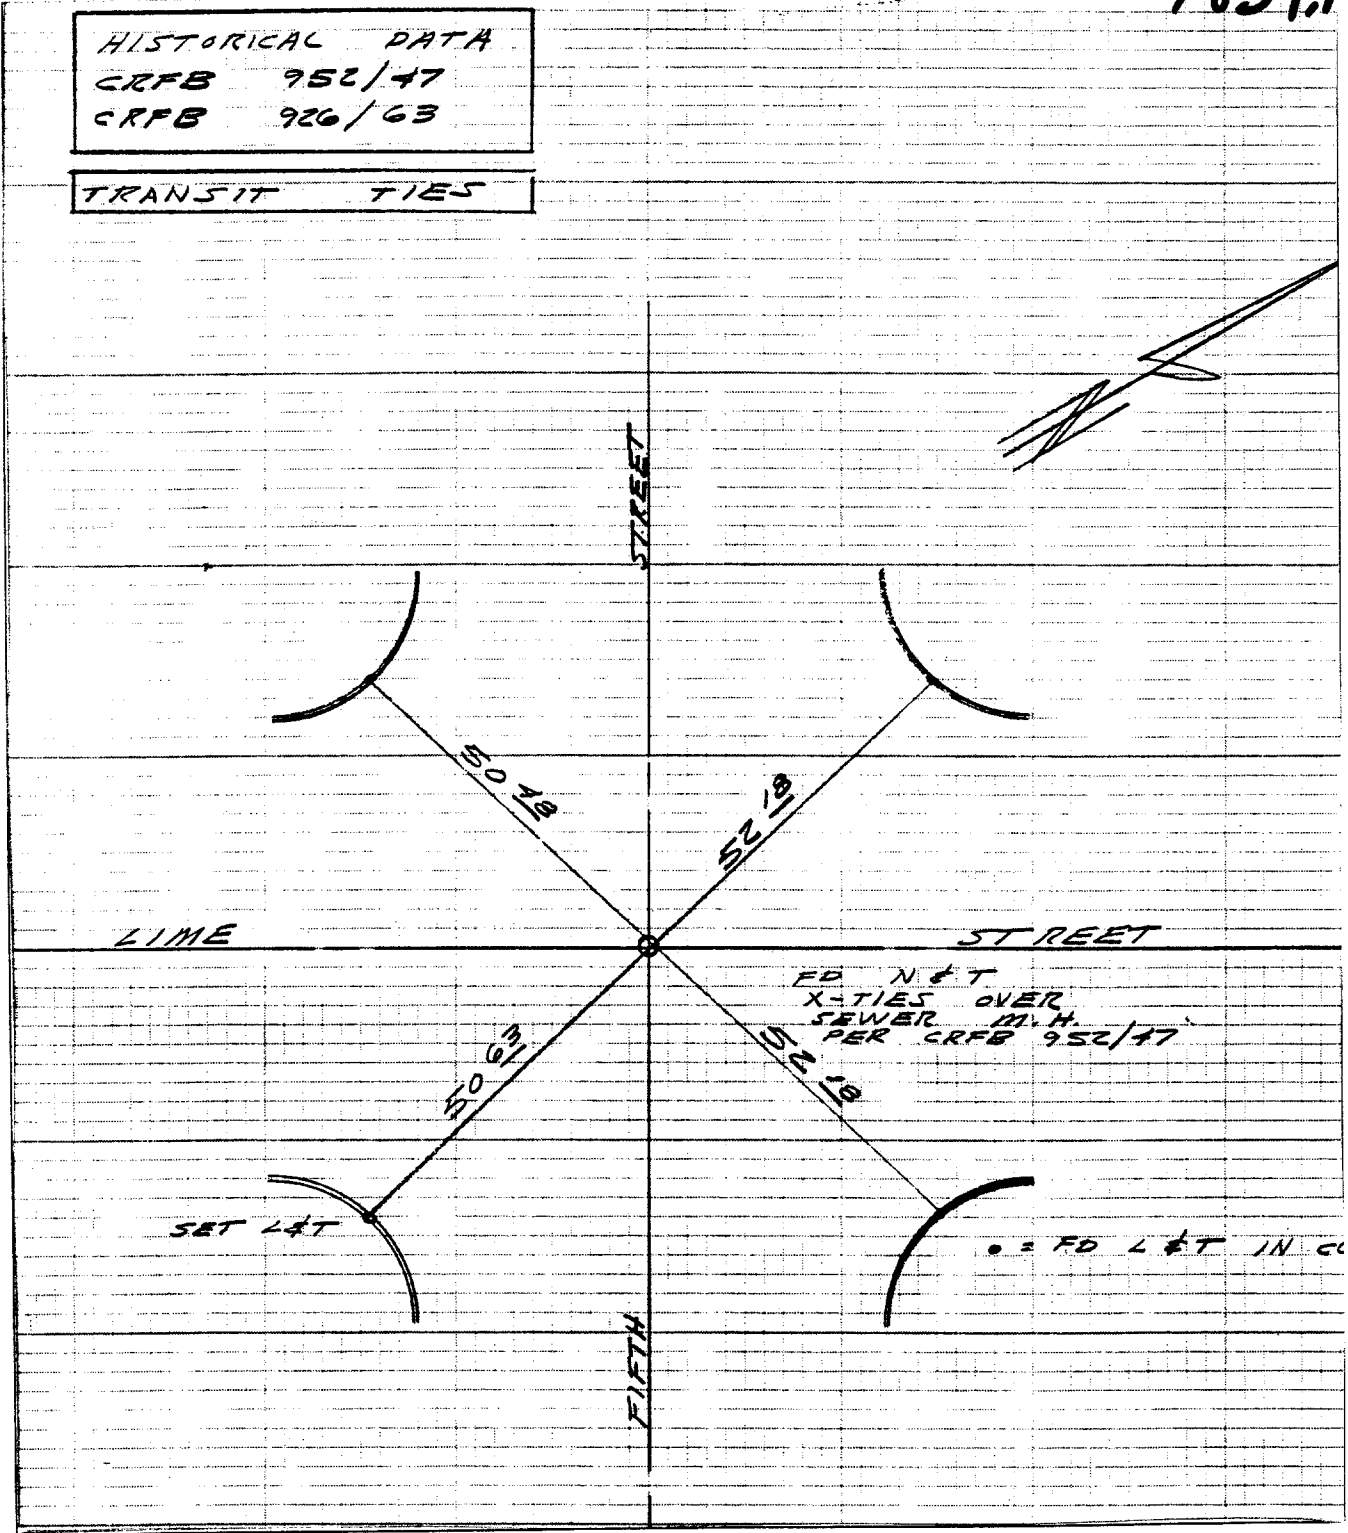 HISTORICAL DATA
CRFB 952/47
CRFB 926/63
TRANSIT TIES
N
STREET
50 48
52 18
LIME
STREET
FD N & T
X-TIES OVER
SEWER M.H.
PER CRFB 952/47
50 63
52 18
SET L&T
• = FD L & T IN
FIFTH